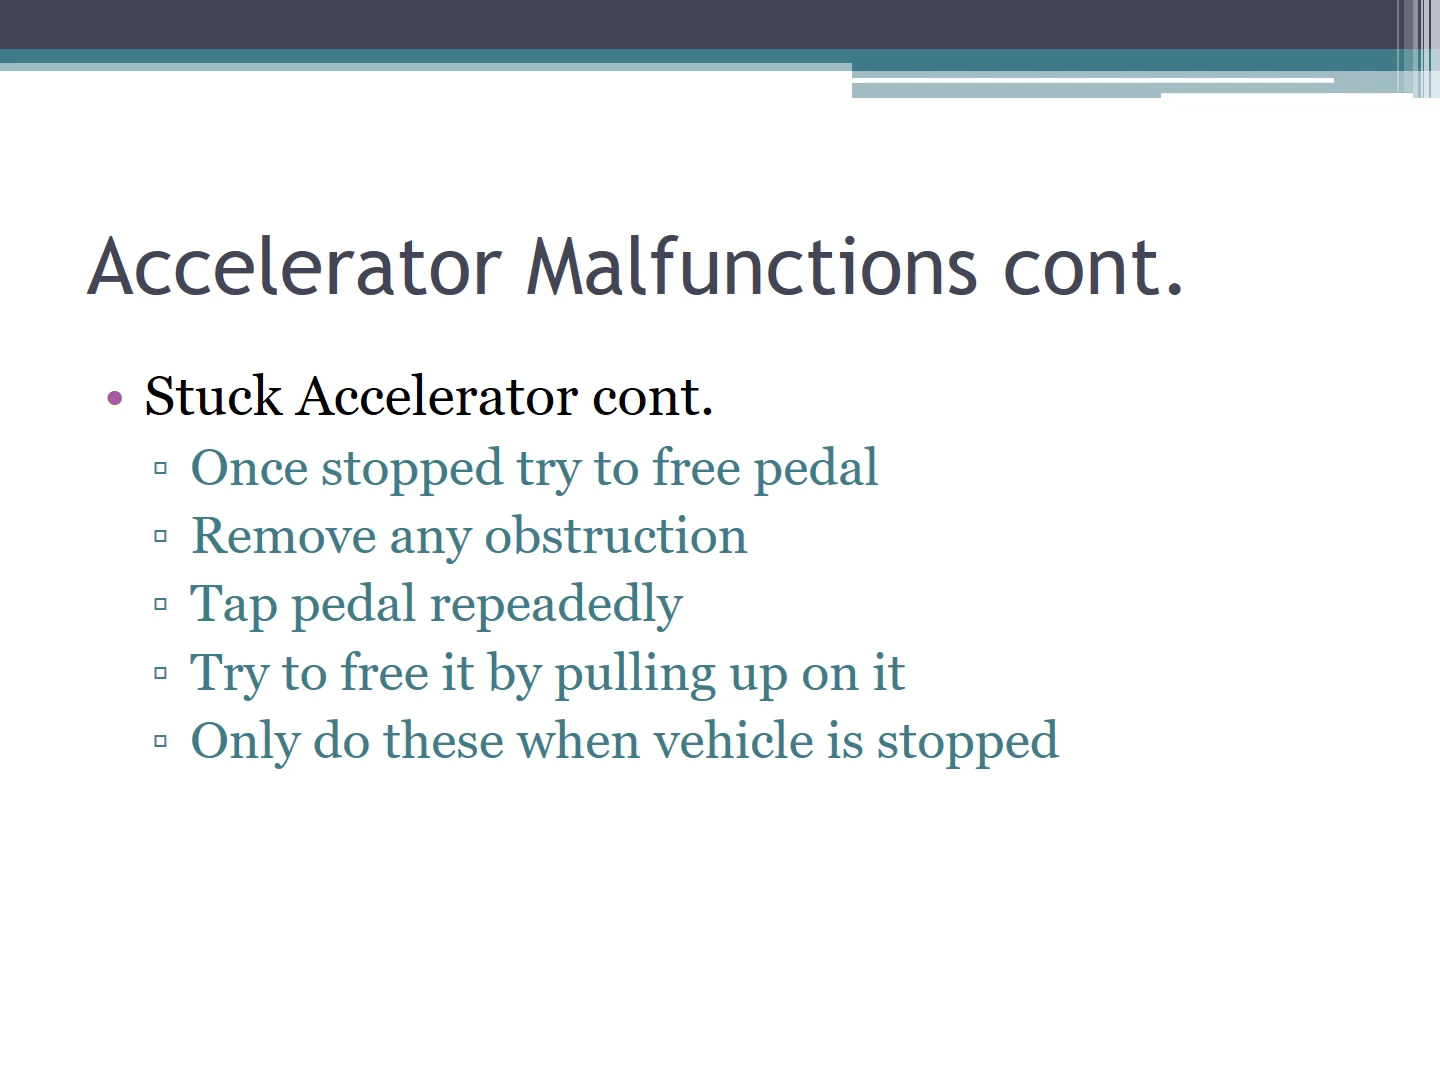 Accelerator Malfunctions cont.
• Stuck Accelerator cont.
▫ Once stopped try to free pedal
▫ Remove any obstruction
▫ Tap pedal repeadedly
▫ Try to free it by pulling up on it
▫ Only do these when vehicle is stopped